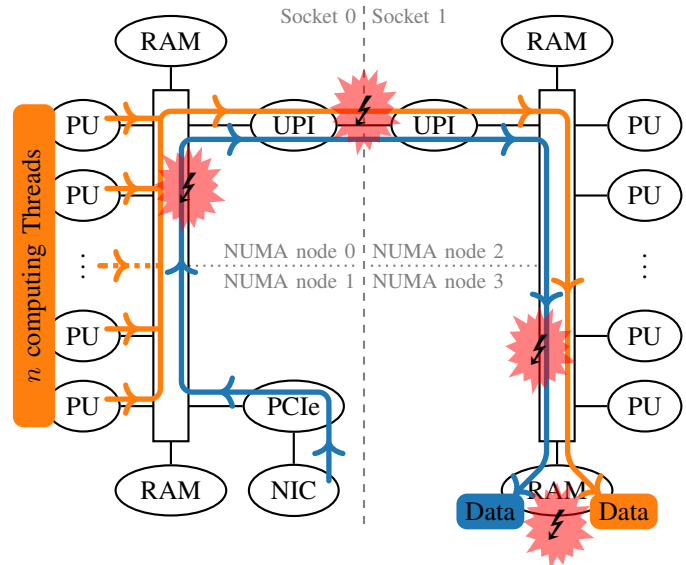 Socket 0
Socket 1
RAM
RAM
PU
UPI
UPI
PU
PU
PU
n computing Threads
...
NUMA node 0
NUMA node 2
...
NUMA node 1
NUMA node 3
PU
PU
PU
PCIe
PU
RAM
NIC
RAM
Data
Data